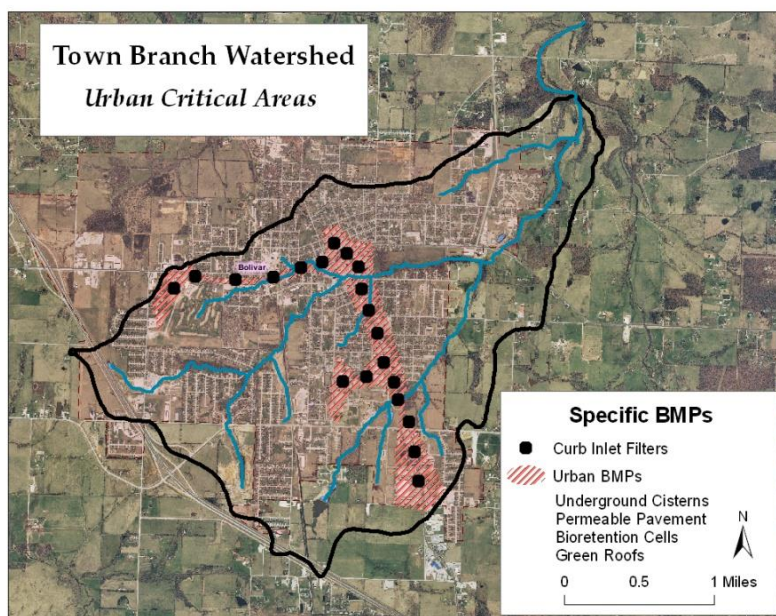 Town Branch Watershed
Urban Critical Areas
Bolivar
Specific BMPs
Curb Inlet Filters
Urban BMPs
Underground Cisterns
Permeable Pavement
Bioretention Cells
Green Roofs
N
0 0.5 1 Miles